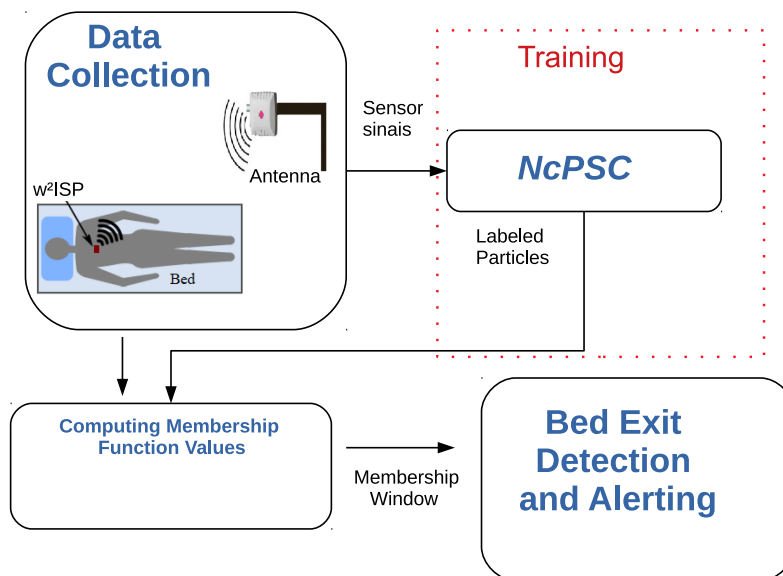 Data
Collection
Antenna
w²ISP
Bed
Sensor
sinais
Training
NcPSC
Labeled
Particles
Computing Membership
Function Values
Membership
Window
Bed Exit
Detection
and Alerting